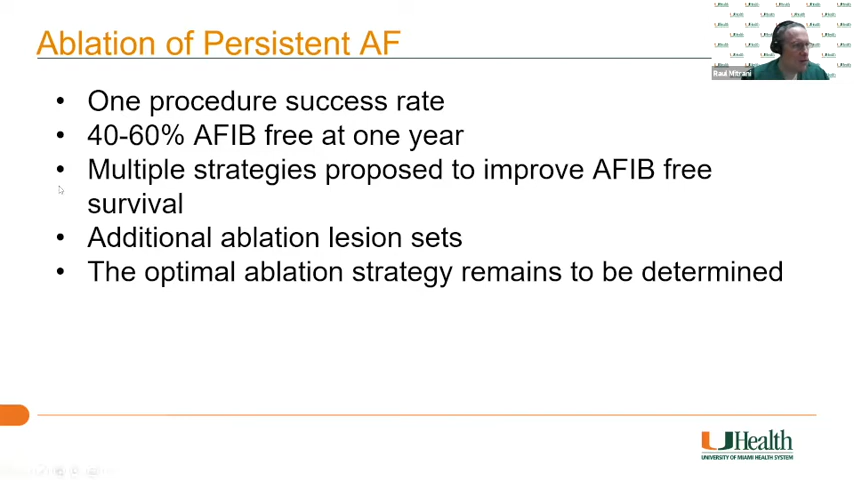 Ablation of Persistent AF
Raul Mitrani
• One procedure success rate
• 40-60% AFIB free at one year
• Multiple strategies proposed to improve AFIB free
survival
• Additional ablation lesion sets
• The optimal ablation strategy remains to be determined
UHealth
UNIVERSITY OF MIAMI HEALTH SYSTEM